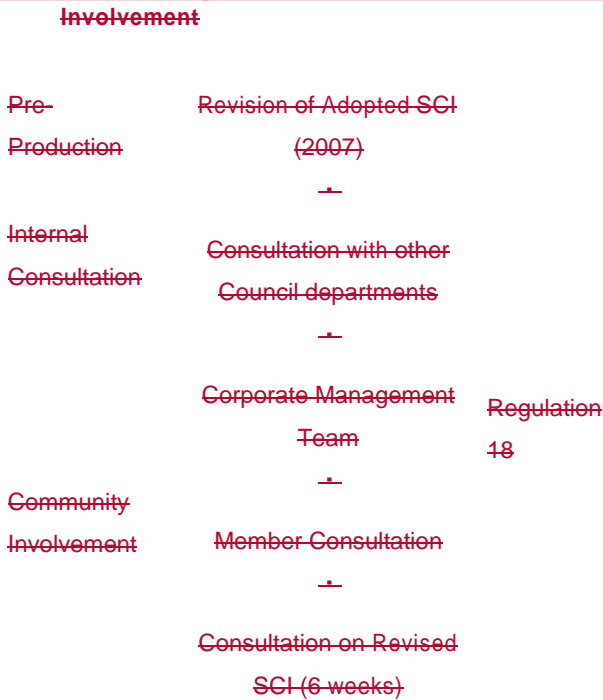 Involvement
Pre-
Production
Revision of Adopted SCI
(2007)
Internal
Consultation
Consultation with other
Council departments
Corporate Management
Team
Regulation
18
Community
Involvement
Member Consultation
Consultation on Revised
SCI (6 weeks)